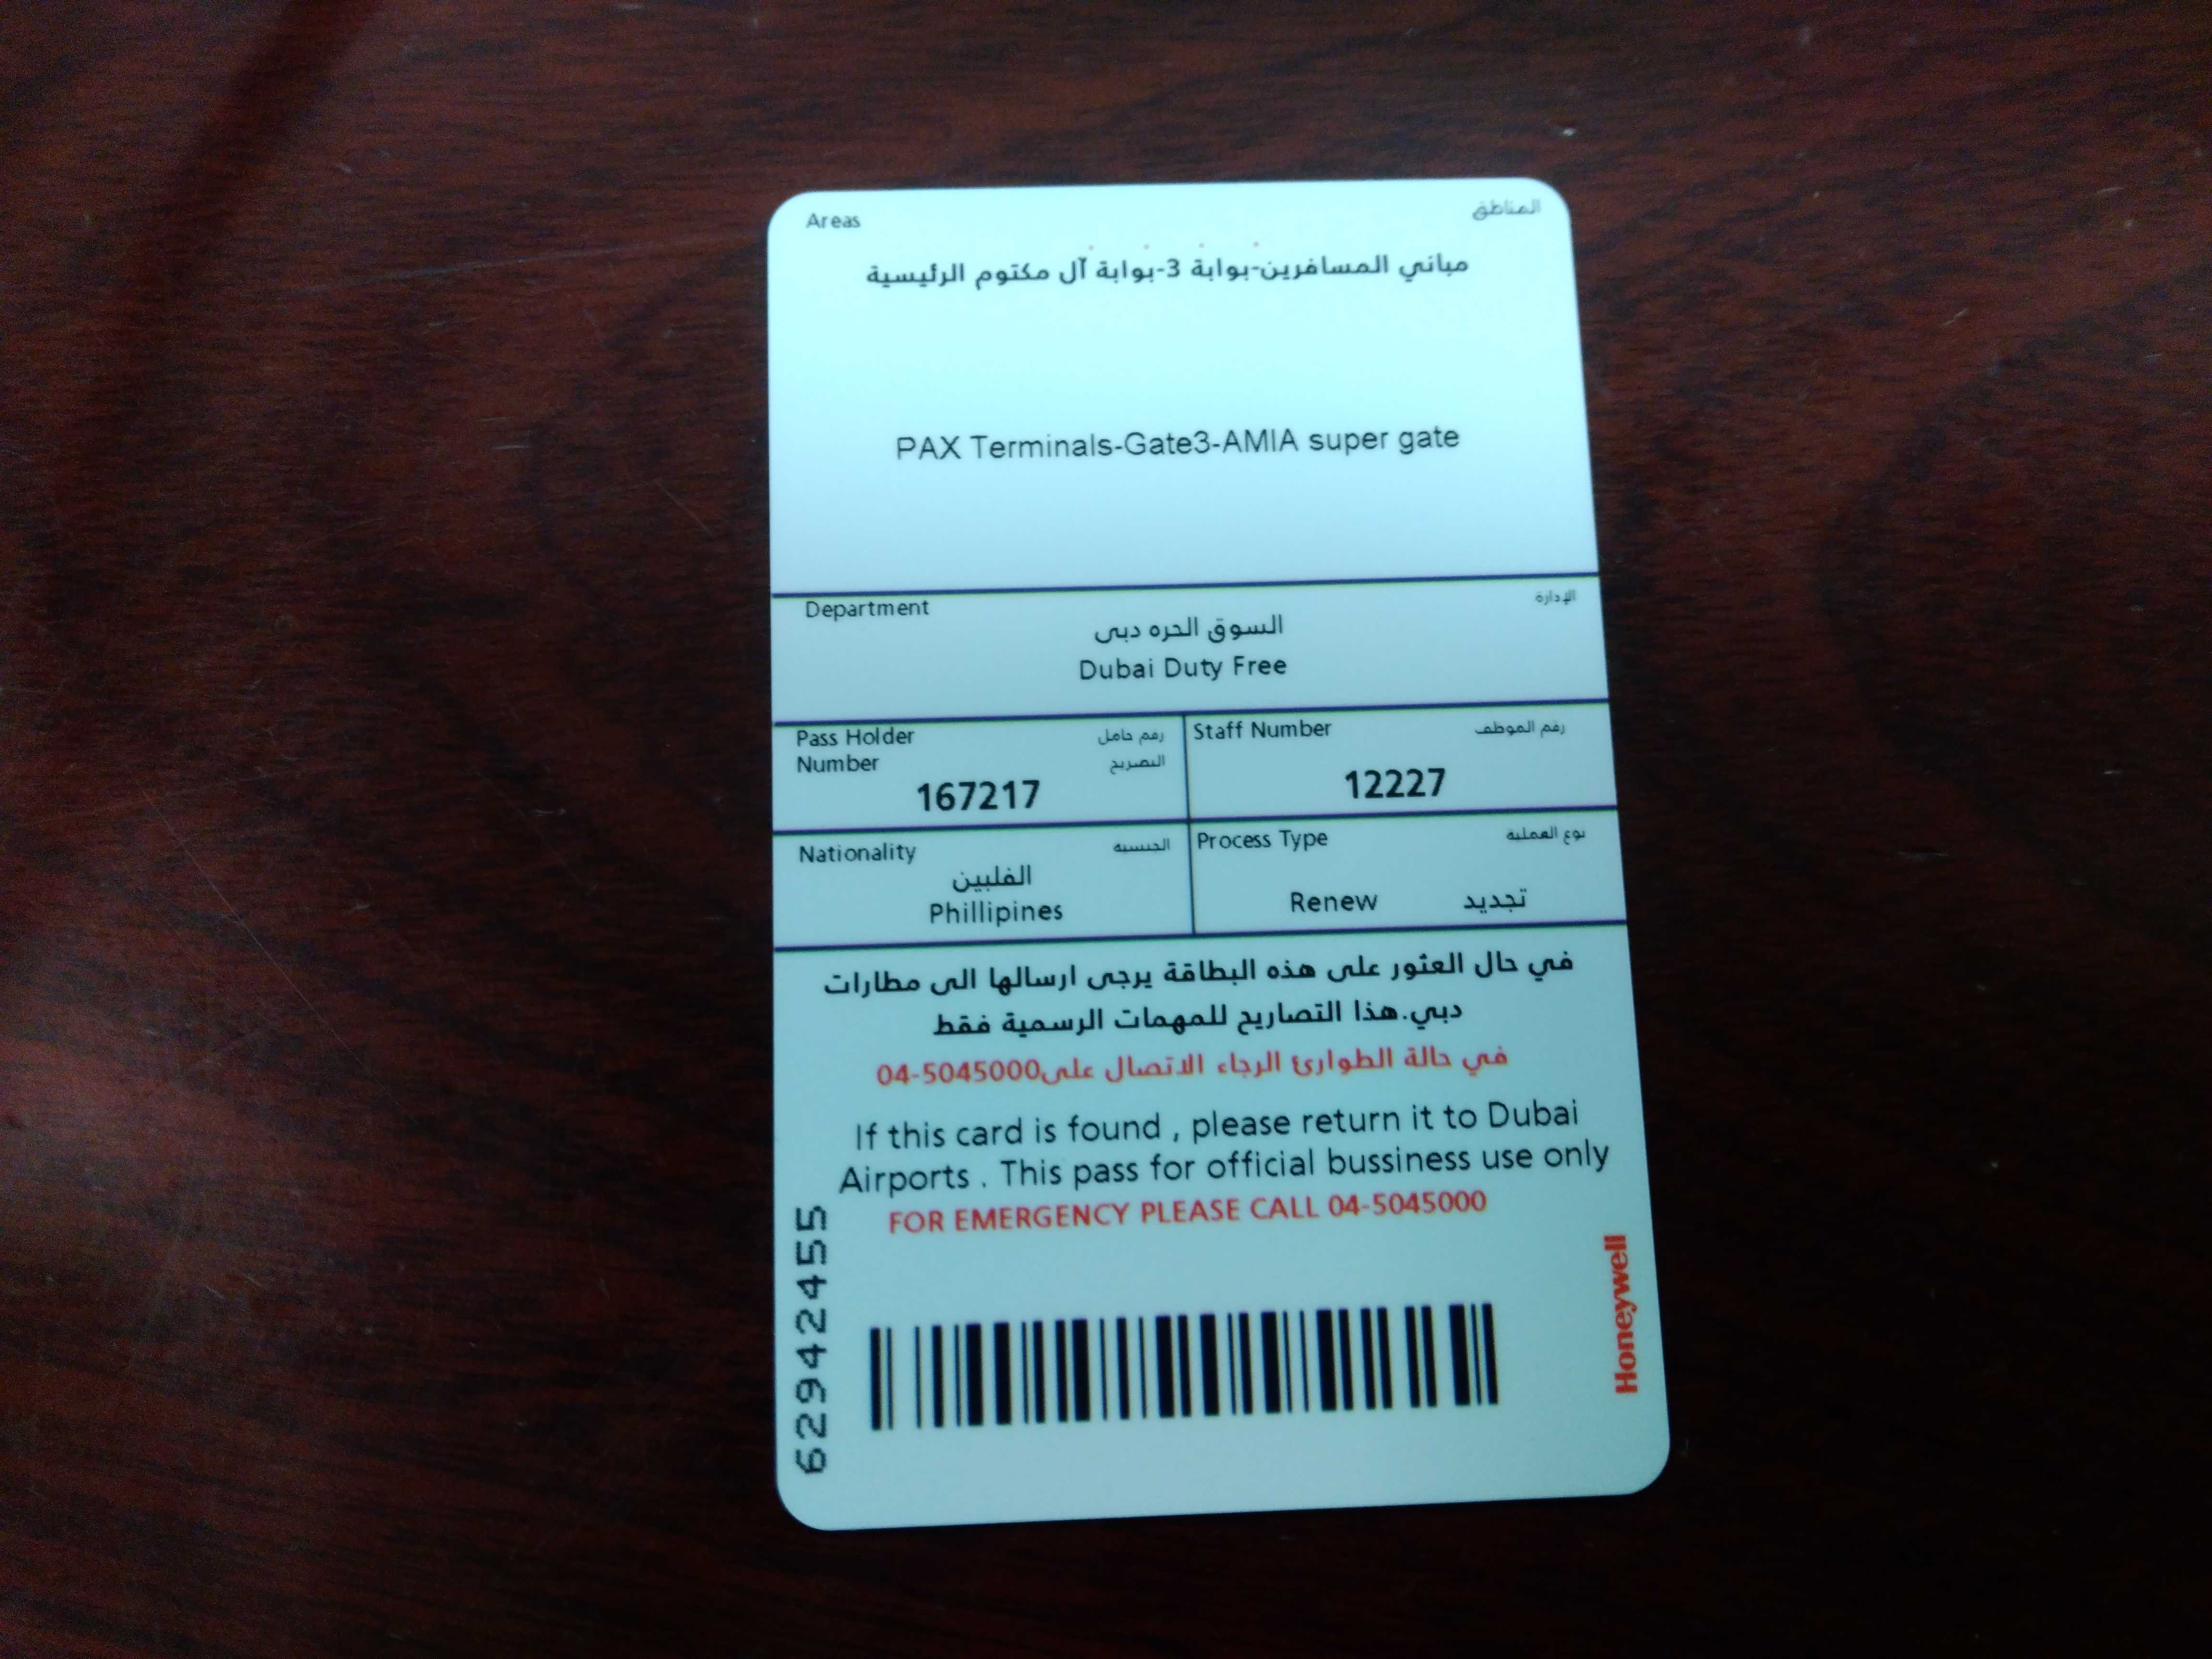 Areas المناطق
مباني المسافرين-بوابة 3-بوابة آل مكتوم الرئيسية
PAX Terminals-Gate3-AMIA super gate
Department الإدارة
السوق الحره دبى
Dubai Duty Free
Pass Holder رقم حامل
Number التصريح
167217
Staff Number رقم الموظف
12227
Nationality الجنسية
الفلبين
Phillipines
Process Type نوع العملية
Renew تجديد
في حال العثور على هذه البطاقة يرجى ارسالها الى مطارات
دبي.هذا التصاريح للمهمات الرسمية فقط
في حالة الطوارئ الرجاء الاتصال على04-5045000
If this card is found , please return it to Dubai
Airports . This pass for official bussiness use only
FOR EMERGENCY PLEASE CALL 04-5045000
62942455
Honeywell